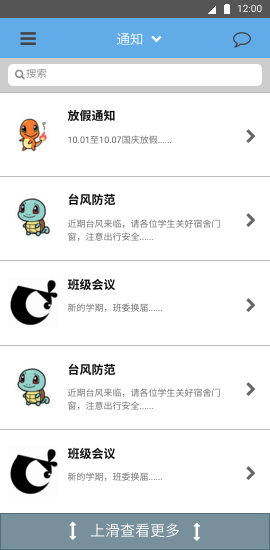 12:00
通知
搜索
放假通知
10.01至10.07国庆放假......
台风防范
近期台风来临，请各位学生关好宿舍门
窗，注意出行安全......
班级会议
新的学期，班委换届......
台风防范
近期台风来临，请各位学生关好宿舍门
窗，注意出行安全......
班级会议
新的学期，班委换届......
上滑查看更多